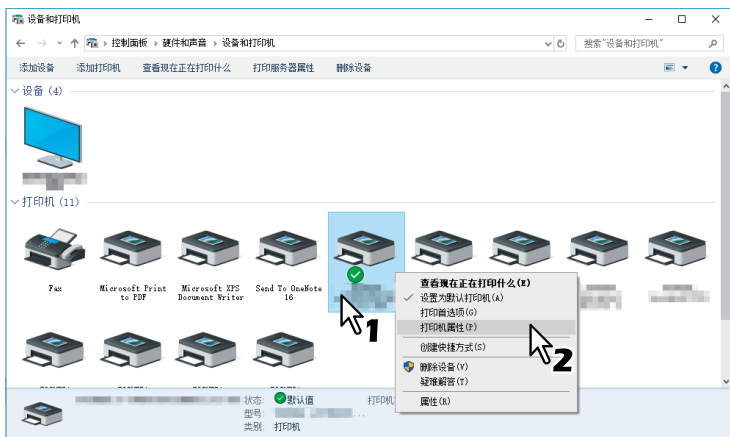 设备和打印机
控制面板 › 硬件和声音 › 设备和打印机
搜索"设备和打印机"
添加设备 添加打印机 查看现在正在打印什么 打印服务器属性 删除设备
设备 (4)
打印机 (11)
Fax
Microsoft Print to PDF
Microsoft XPS Document Writer
Send To OneNote 16
1
查看现在正在打印什么(E)
设置为默认打印机(A)
打印首选项(G)
打印机属性(P)
2
创建快捷方式(S)
删除设备(V)
疑难解答(T)
属性(R)
状态: 默认值 打印机
型号: ...
类别: 打印机